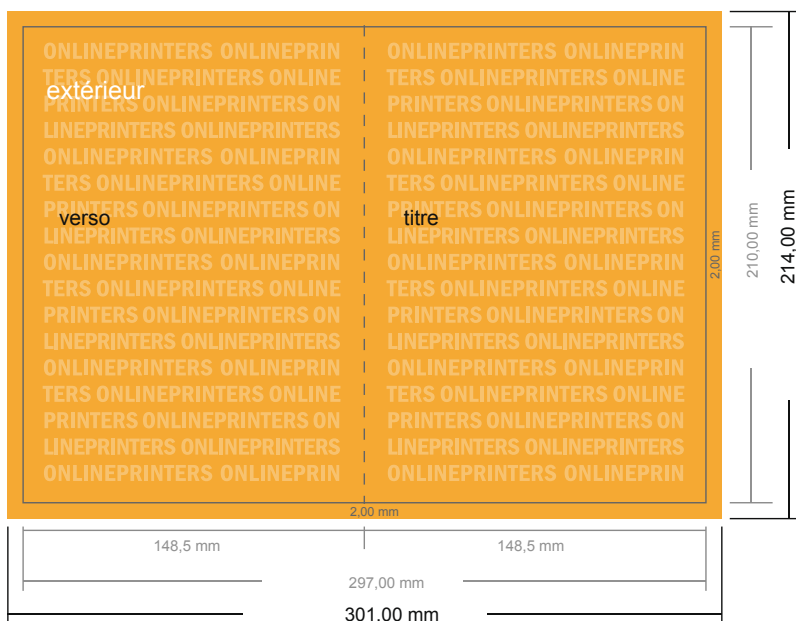 ONLINEPRINTERS ONLINEPRIN
TERS ONLINEPRINTERS ONLINE
PRINTERS ONLINEPRINTERS ON
LINEPRINTERS ONLINEPRINTERS
ONLINEPRINTERS ONLINEPRIN
TERS ONLINEPRINTERS ONLINE
PRINTERS ONLINEPRINTERS ON
LINEPRINTERS ONLINEPRINTERS
ONLINEPRINTERS ONLINEPRIN
TERS ONLINEPRINTERS ONLINE
PRINTERS ONLINEPRINTERS ON
LINEPRINTERS ONLINEPRINTERS
ONLINEPRINTERS ONLINEPRIN
TERS ONLINEPRINTERS ONLINE
PRINTERS ONLINEPRINTERS ON
LINEPRINTERS ONLINEPRINTERS
ONLINEPRINTERS ONLINEPRIN
extérieur
verso
ONLINEPRINTERS ONLINEPRIN
TERS ONLINEPRINTERS ONLINE
PRINTERS ONLINEPRINTERS ON
LINEPRINTERS ONLINEPRINTERS
ONLINEPRINTERS ONLINEPRIN
TERS ONLINEPRINTERS ONLINE
PRINTERS ONLINEPRINTERS ON
LINEPRINTERS ONLINEPRINTERS
ONLINEPRINTERS ONLINEPRIN
TERS ONLINEPRINTERS ONLINE
PRINTERS ONLINEPRINTERS ON
LINEPRINTERS ONLINEPRINTERS
ONLINEPRINTERS ONLINEPRIN
TERS ONLINEPRINTERS ONLINE
PRINTERS ONLINEPRINTERS ON
LINEPRINTERS ONLINEPRINTERS
ONLINEPRINTERS ONLINEPRIN
titre
2,00 mm
210,00 mm
214,00 mm
2,00 mm
148,5 mm
148,5 mm
297,00 mm
301,00 mm